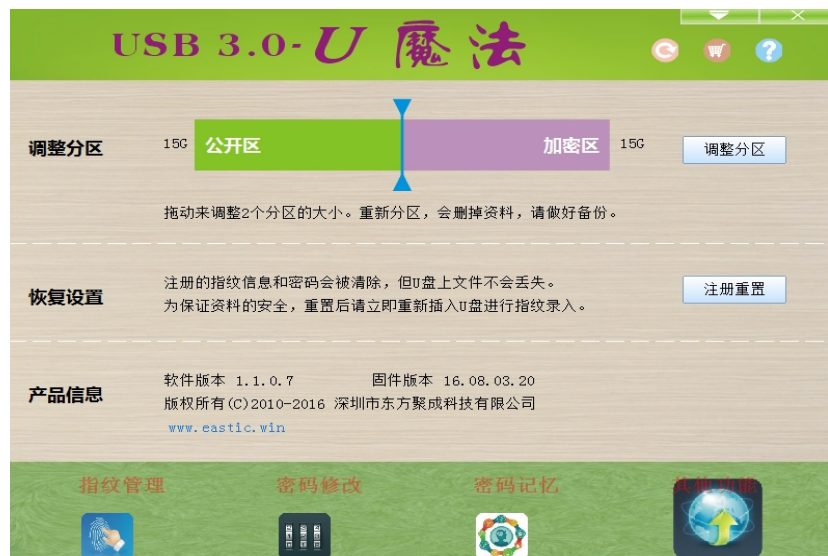 USB 3.0-U 魔法
调整分区
15G 公开区 加密区 15G
调整分区
拖动来调整2个分区的大小。重新分区，会删掉资料，请做好备份。
恢复设置
注册的指纹信息和密码会被清除，但U盘上文件不会丢失。
为保证资料的安全，重置后请立即重新插入U盘进行指纹录入。
注册重置
产品信息
软件版本 1.1.0.7 固件版本 16.08.03.20
版权所有(C)2010-2016 深圳市东方聚成科技有限公司
www.eastic.win
指纹管理 密码修改 密码记忆 其他功能